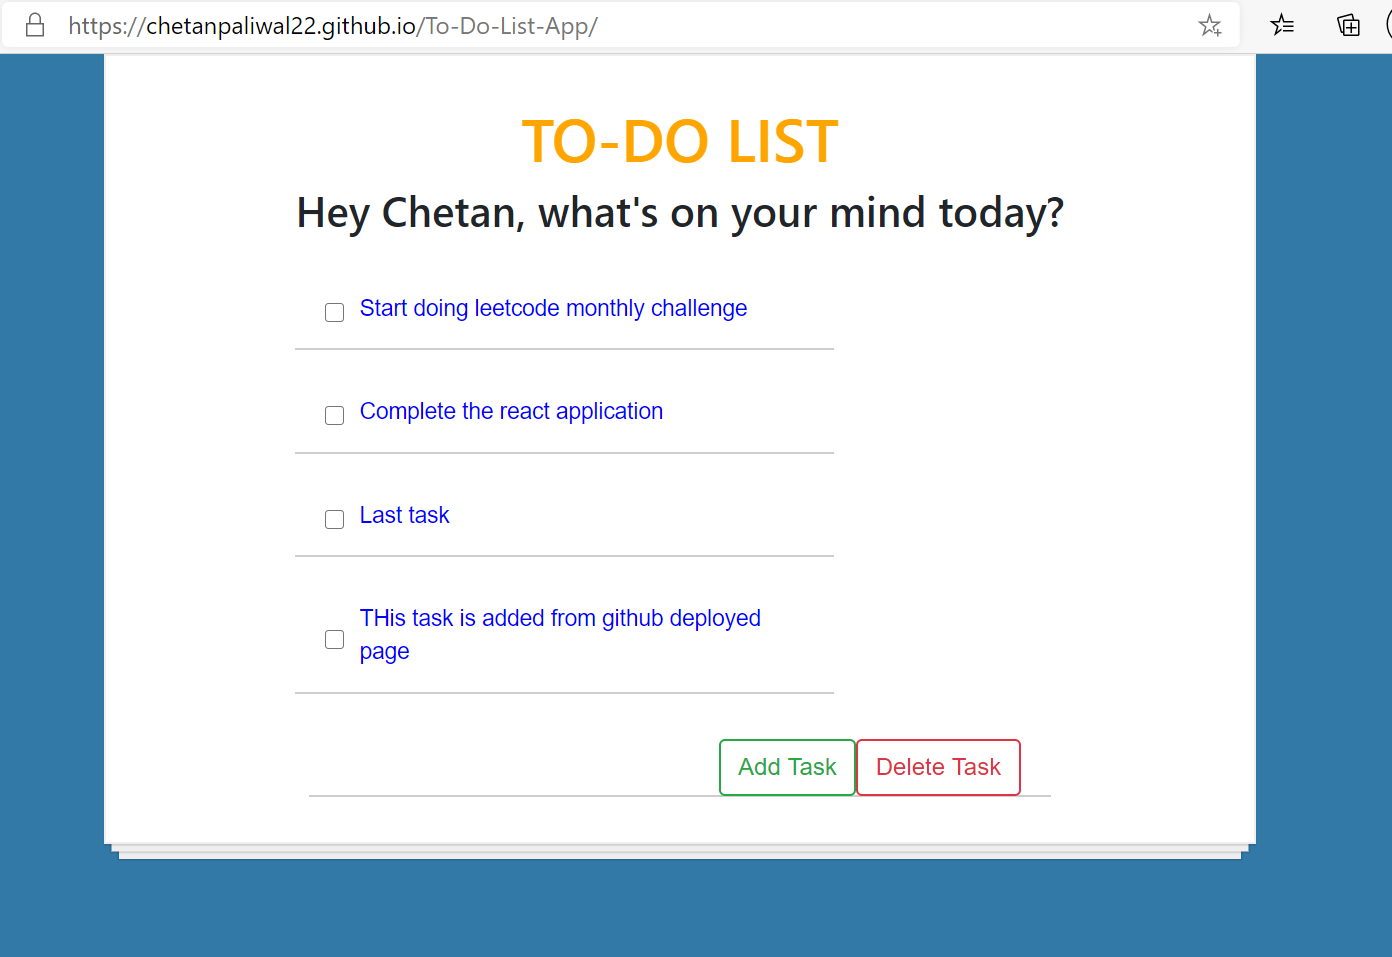 https://chetanpaliwal22.github.io/To-Do-List-App/
TO-DO LIST
Hey Chetan, what's on your mind today?
Start doing leetcode monthly challenge
Complete the react application
Last task
THis task is added from github deployed
page
Add Task
Delete Task